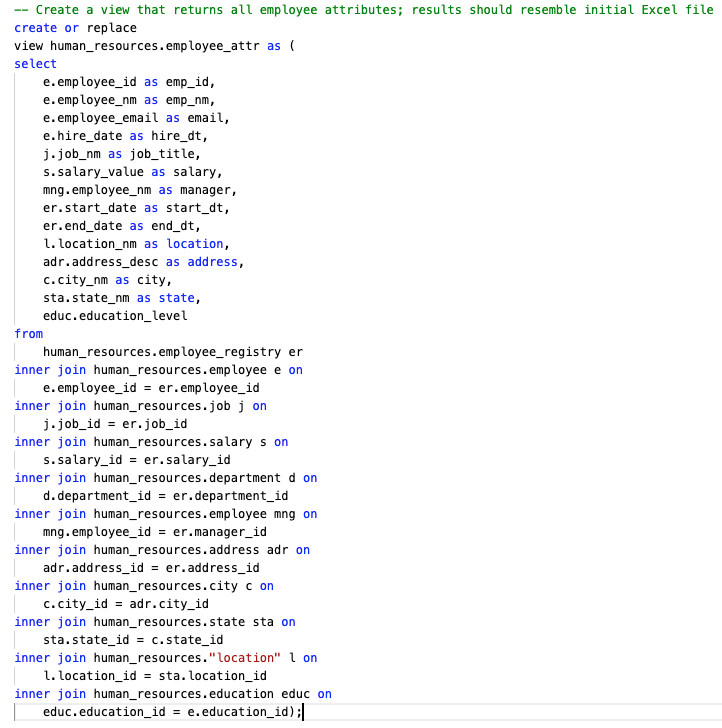 -- Create a view that returns all employee attributes; results should resemble initial Excel file
create or replace
view human_resources.employee_attr as (
select
    e.employee_id as emp_id,
    e.employee_nm as emp_nm,
    e.employee_email as email,
    e.hire_date as hire_dt,
    j.job_nm as job_title,
    s.salary_value as salary,
    mng.employee_nm as manager,
    er.start_date as start_dt,
    er.end_date as end_dt,
    l.location_nm as location,
    adr.address_desc as address,
    c.city_nm as city,
    sta.state_nm as state,
    educ.education_level
from
    human_resources.employee_registry er
inner join human_resources.employee e on
    e.employee_id = er.employee_id
inner join human_resources.job j on
    j.job_id = er.job_id
inner join human_resources.salary s on
    s.salary_id = er.salary_id
inner join human_resources.department d on
    d.department_id = er.department_id
inner join human_resources.employee mng on
    mng.employee_id = er.manager_id
inner join human_resources.address adr on
    adr.address_id = er.address_id
inner join human_resources.city c on
    c.city_id = adr.city_id
inner join human_resources.state sta on
    sta.state_id = c.state_id
inner join human_resources."location" l on
    l.location_id = sta.location_id
inner join human_resources.education educ on
    educ.education_id = e.education_id);